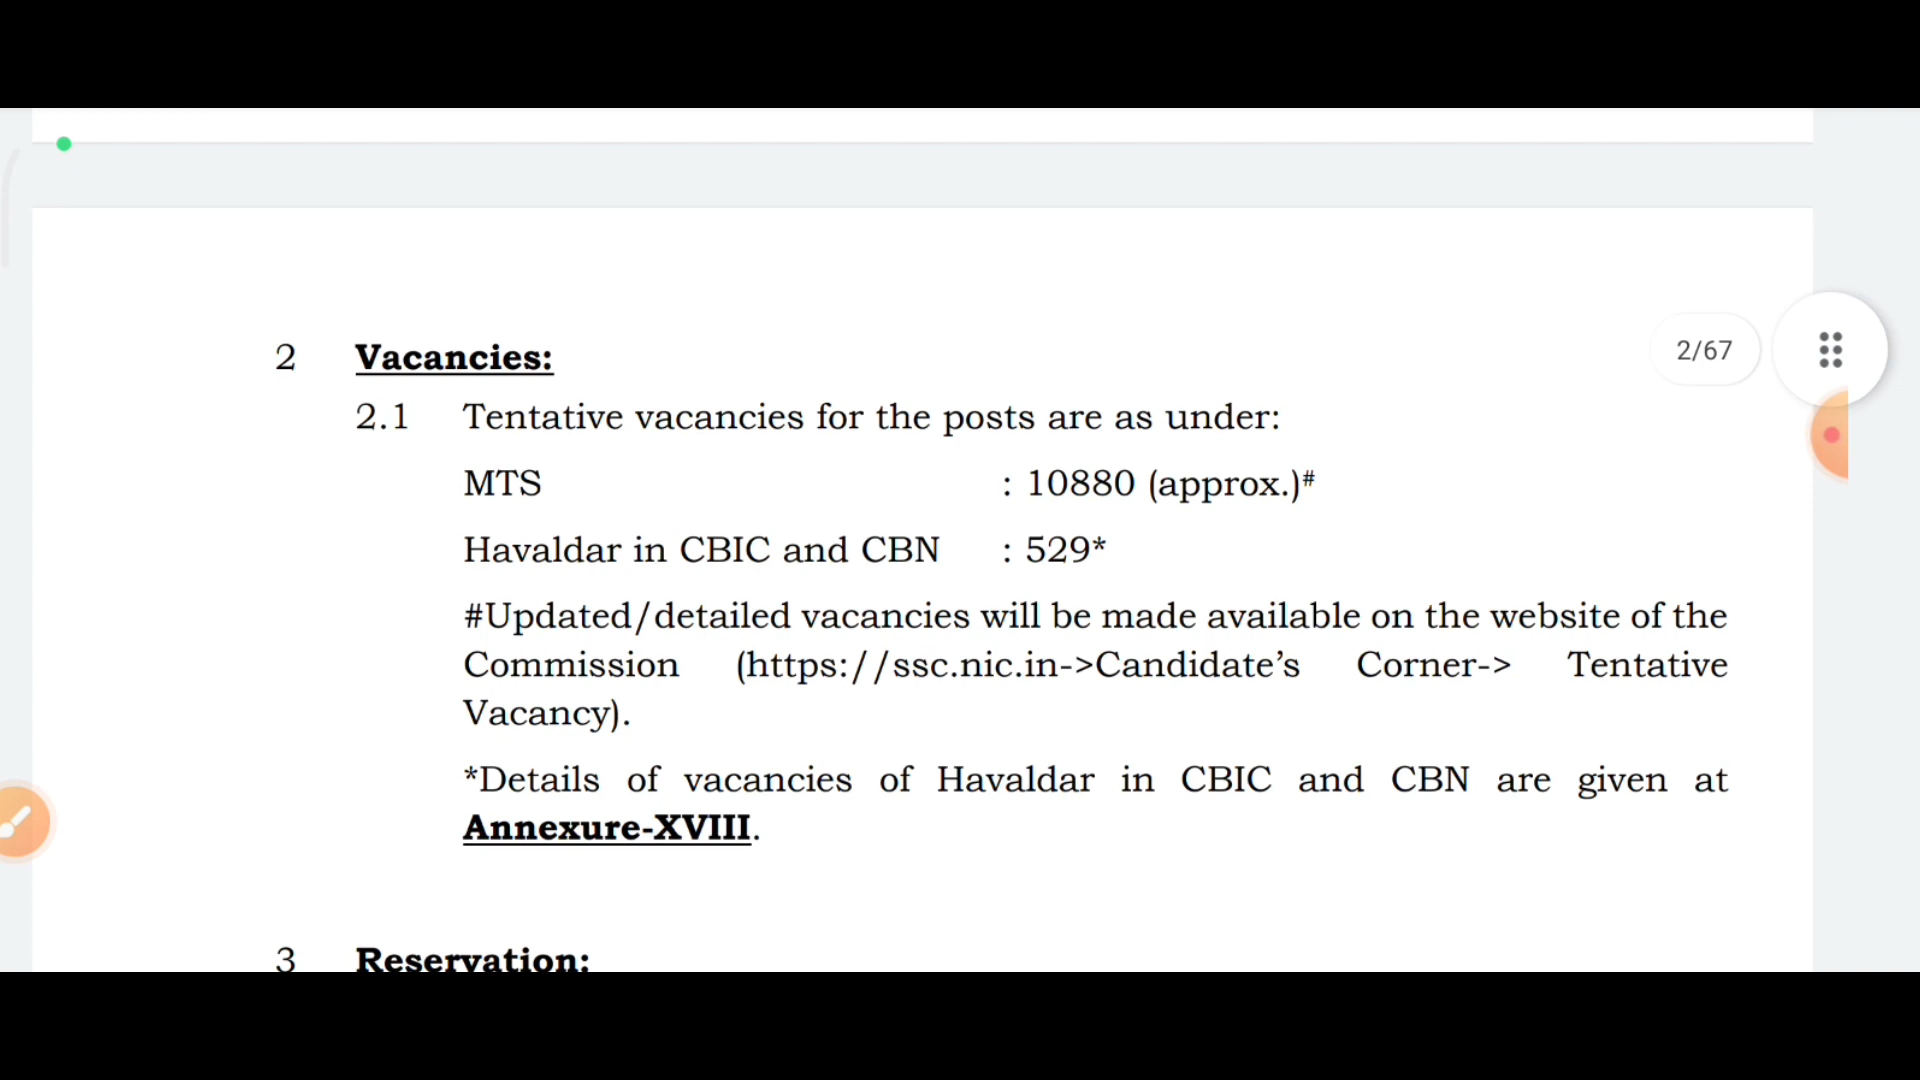 2 Vacancies:
2/67
2.1 Tentative vacancies for the posts are as under:
MTS : 10880 (approx.)#
Havaldar in CBIC and CBN : 529*
#Updated/detailed vacancies will be made available on the website of the
Commission (https://ssc.nic.in->Candidate’s Corner-> Tentative
Vacancy).
*Details of vacancies of Havaldar in CBIC and CBN are given at
Annexure-XVIII.
3 Reservation: